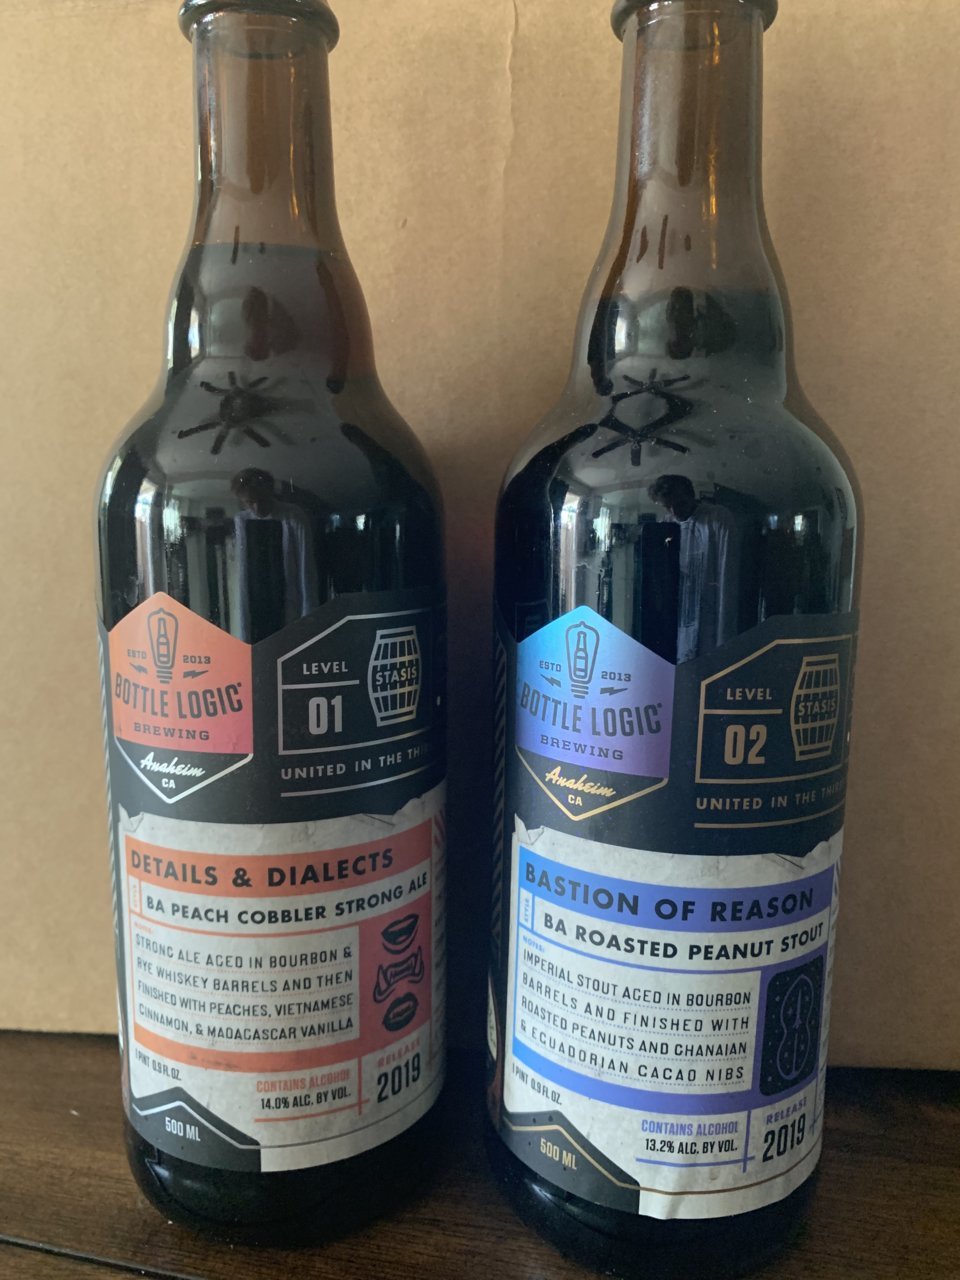 ESTD 2013
BOTTLE LOGIC
BREWING
Anaheim
CA
LEVEL
01
STASIS
UNITED IN THE
DETAILS & DIALECTS
STYLE
BA PEACH COBBLER STRONG ALE
NOTES:
STRONG ALE AGED IN BOURBON &
RYE WHISKEY BARRELS AND THEN
FINISHED WITH PEACHES, VIETNAMESE
CINNAMON, & MADAGASCAR VANILLA
1 PINT 0.9 FL OZ.
CONTAINS ALCOHOL
14.0% ALC. BY VOL.
RELEASE
2019
500 ML
ESTD 2013
BOTTLE LOGIC
BREWING
Anaheim
CA
LEVEL
02
STASIS
UNITED IN THE
BASTION OF REASON
STYLE
BA ROASTED PEANUT STOUT
NOTES:
IMPERIAL STOUT AGED IN BOURBON
BARRELS AND FINISHED WITH
ROASTED PEANUTS AND GHANAIAN
& ECUADORIAN CACAO NIBS
1 PINT 0.9 FL OZ.
CONTAINS ALCOHOL
13.2% ALC. BY VOL.
RELEASE
2019
500 ML